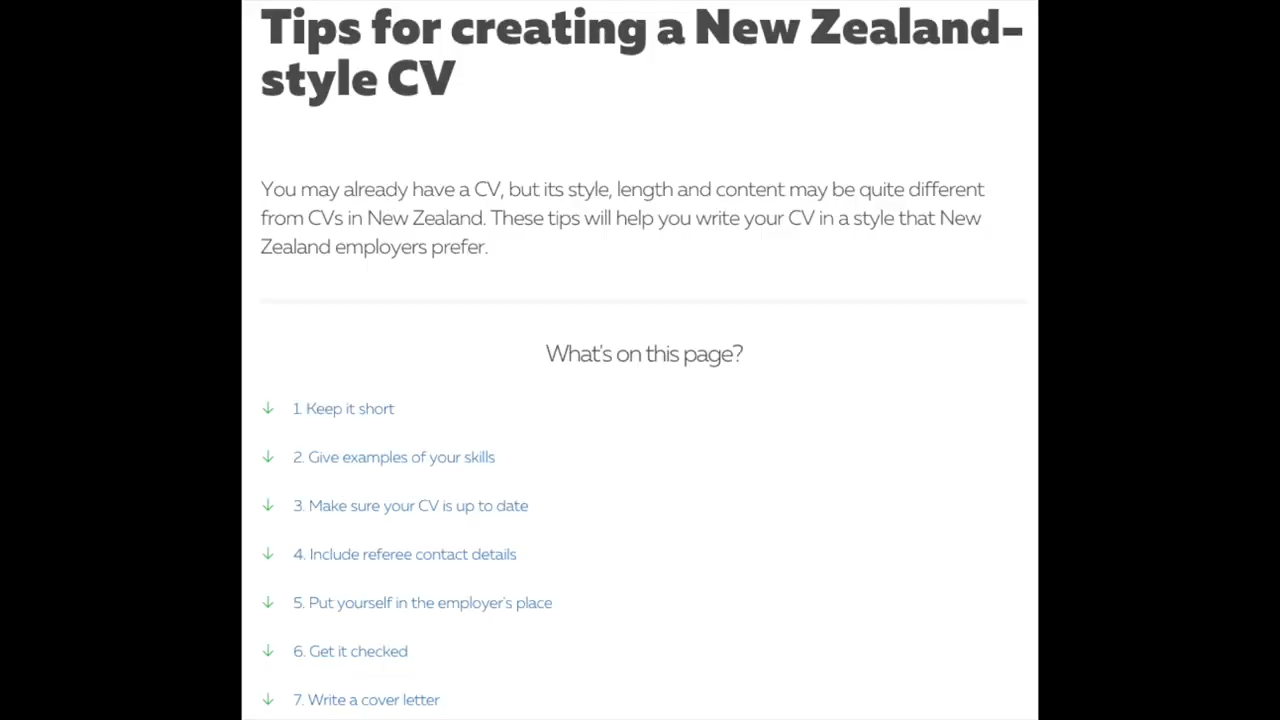 Tips for creating a New Zealand-
style CV
You may already have a CV, but its style, length and content may be quite different
from CVs in New Zealand. These tips will help you write your CV in a style that New
Zealand employers prefer.
What's on this page?
↓ 1. Keep it short
↓ 2. Give examples of your skills
↓ 3. Make sure your CV is up to date
↓ 4. Include referee contact details
↓ 5. Put yourself in the employer's place
↓ 6. Get it checked
↓ 7. Write a cover letter